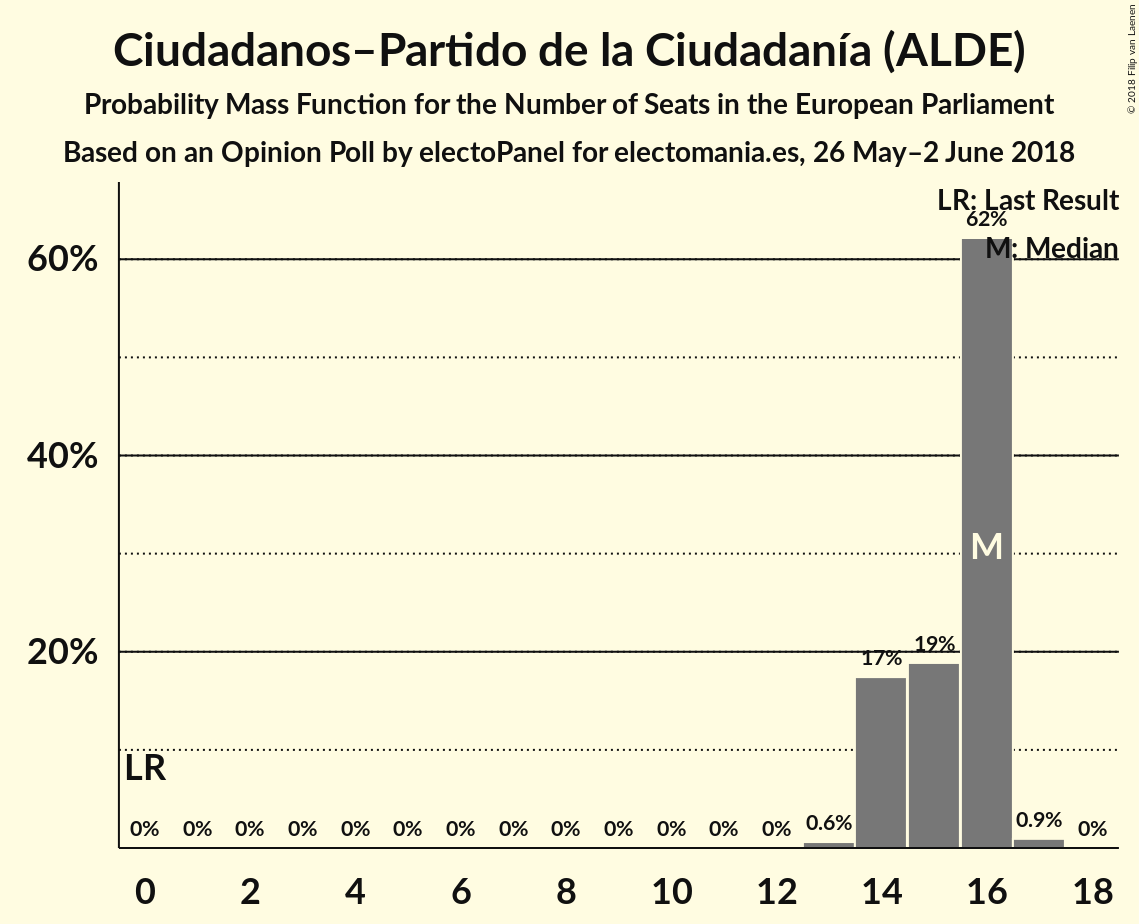 Ciudadanos–Partido de la Ciudadanía (ALDE)
Probability Mass Function for the Number of Seats in the European Parliament
Based on an Opinion Poll by electoPanel for electomania.es, 26 May–2 June 2018
© 2018 Filip van Laenen
LR: Last Result
M: Median
60%
40%
20%
62%
M
17% 19%
LR
0% 0% 0% 0% 0% 0% 0% 0% 0% 0% 0% 0% 0% 0.6% 0.9% 0%
0 2 4 6 8 10 12 14 16 18